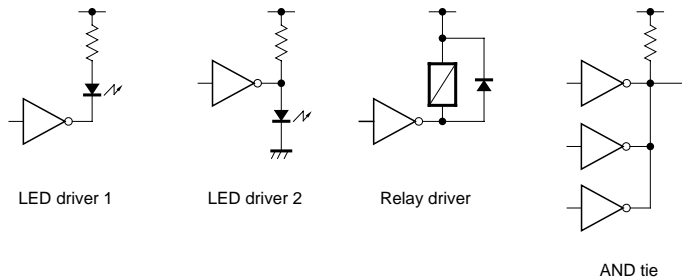 LED driver 1
LED driver 2
Relay driver
AND tie